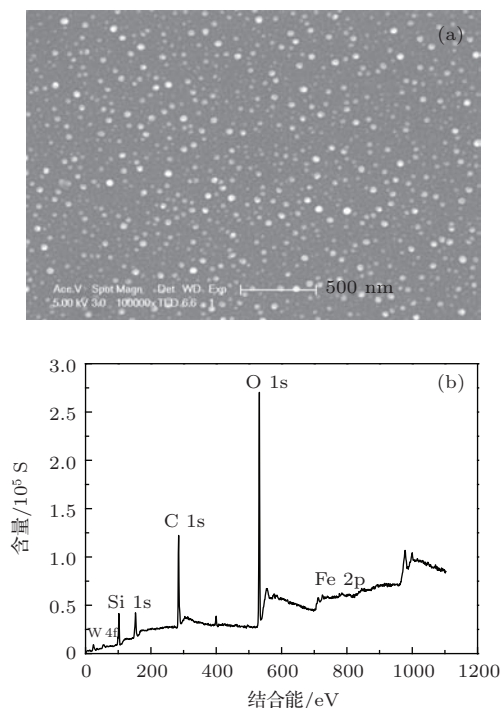 (a)
Acc.V Spot Magn Det WD Exp
5.00 kV 3.0 100000× TLD 6.6 1
500 nm
(b)
3.0
2.5
2.0
1.5
1.0
0.5
0
含量/10⁵ S
O 1s
C 1s
Fe 2p
Si 1s
W 4f
0 200 400 600 800 1000 1200
结合能/eV